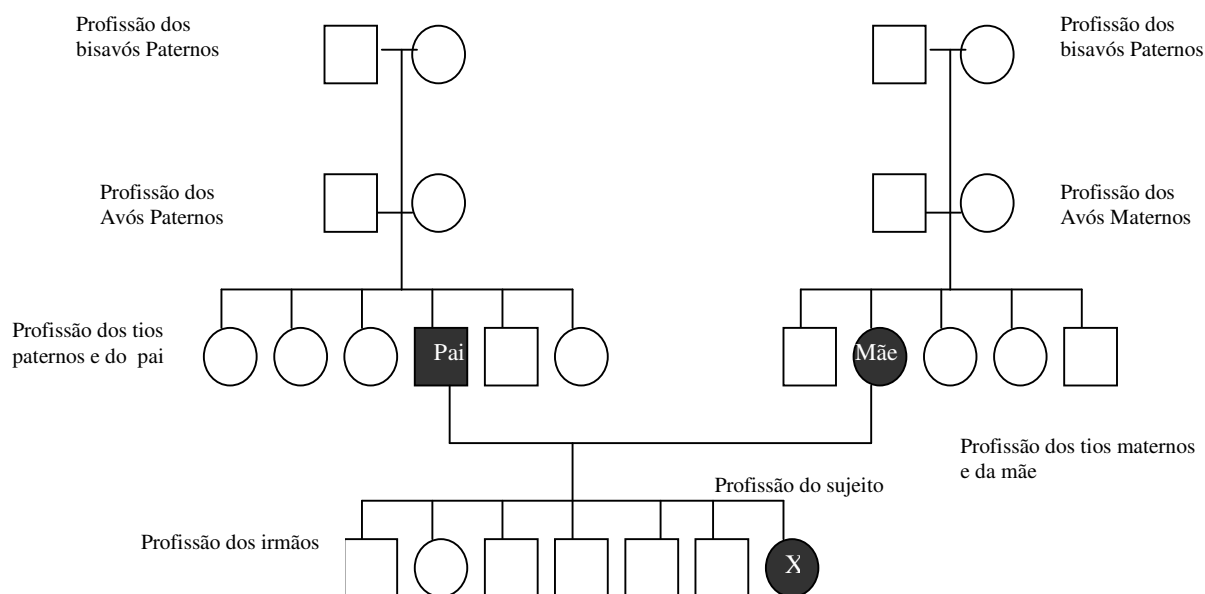 Profissão dos
bisavós Paternos
Profissão dos
bisavós Paternos
Profissão dos
Avós Paternos
Profissão dos
Avós Maternos
Profissão dos tios
paternos e do pai
Pai
Mãe
Profissão dos tios maternos
e da mãe
Profissão do sujeito
Profissão dos irmãos
X